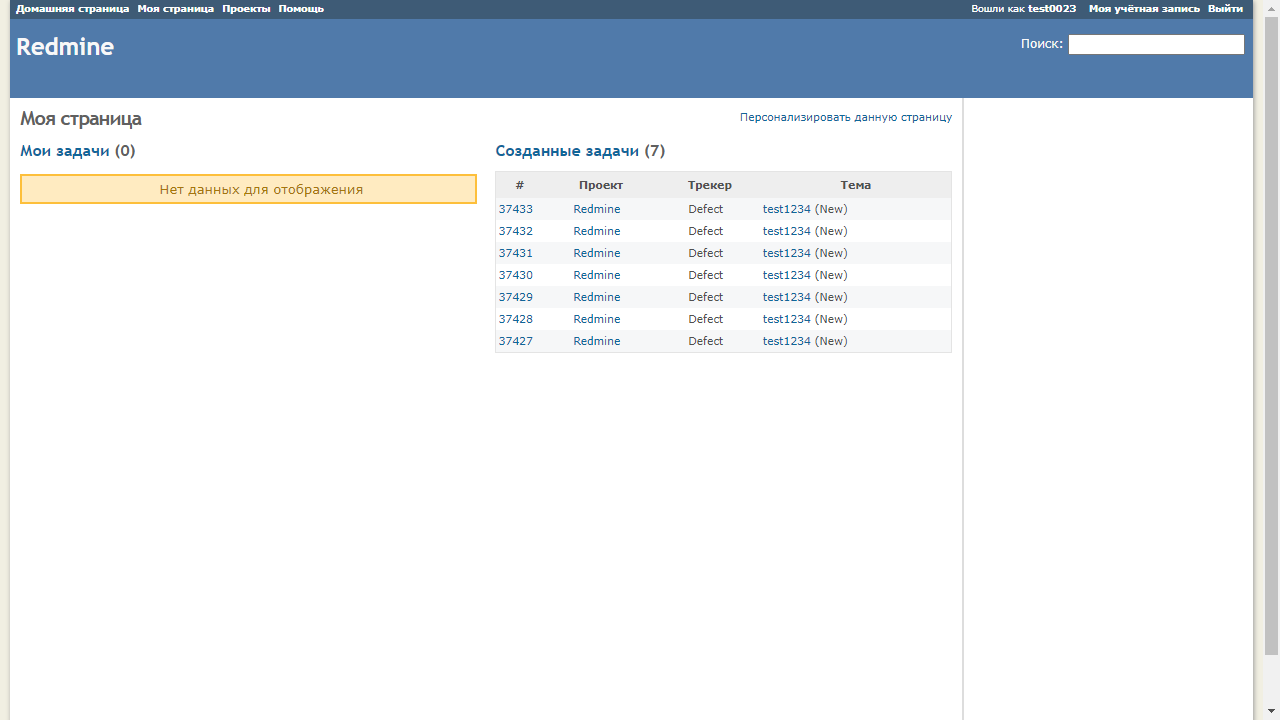 Домашняя страница Моя страница Проекты Помощь Вошли как test0023 Моя учётная запись Выйти
Redmine Поиск:
Моя страница Персонализировать данную страницу
Мои задачи (0)
Нет данных для отображения
Созданные задачи (7)
# Проект Трекер Тема
37433 Redmine Defect test1234 (New)
37432 Redmine Defect test1234 (New)
37431 Redmine Defect test1234 (New)
37430 Redmine Defect test1234 (New)
37429 Redmine Defect test1234 (New)
37428 Redmine Defect test1234 (New)
37427 Redmine Defect test1234 (New)